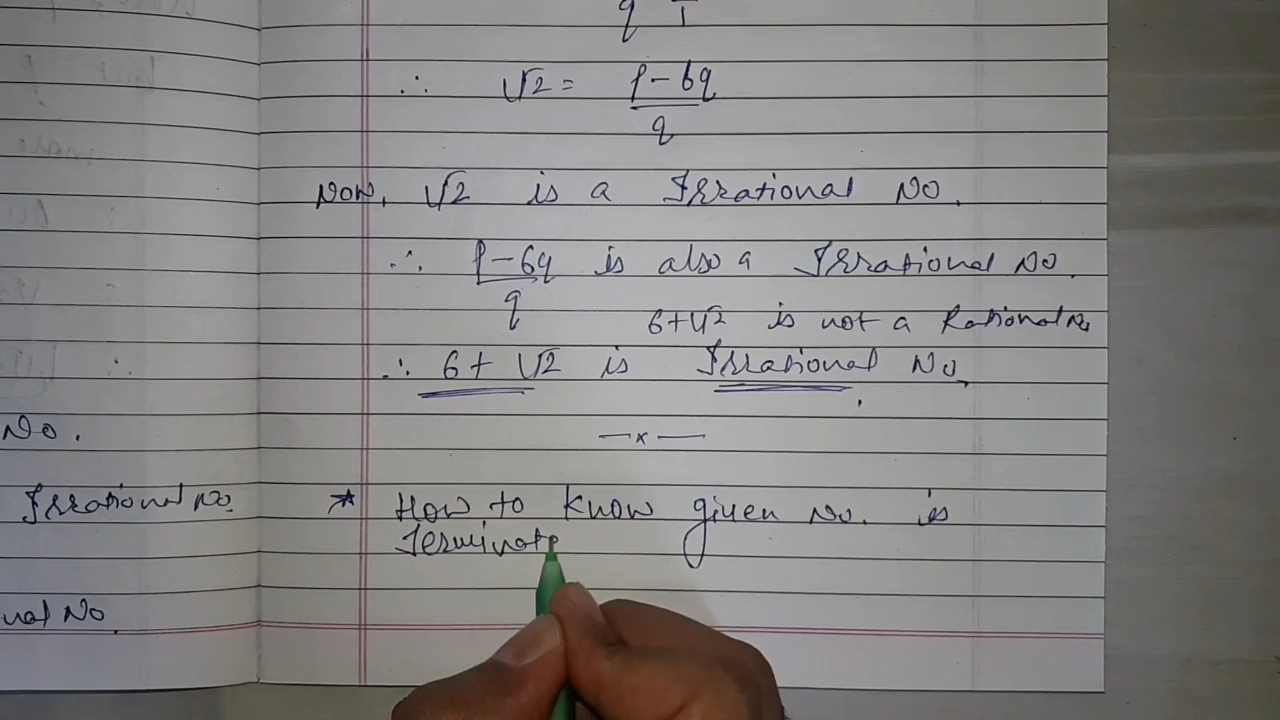 q 1
∴ √2 = p-6q
q
Now, √2 is a Irrational No.
∴ p-6q is also a Irrational No.
q
6+√2 is not a Rational No
∴ 6+ √2 is Irrational No.
—x—
No.
Irrational No.
* How to know given No. is
Terminate
nal No.